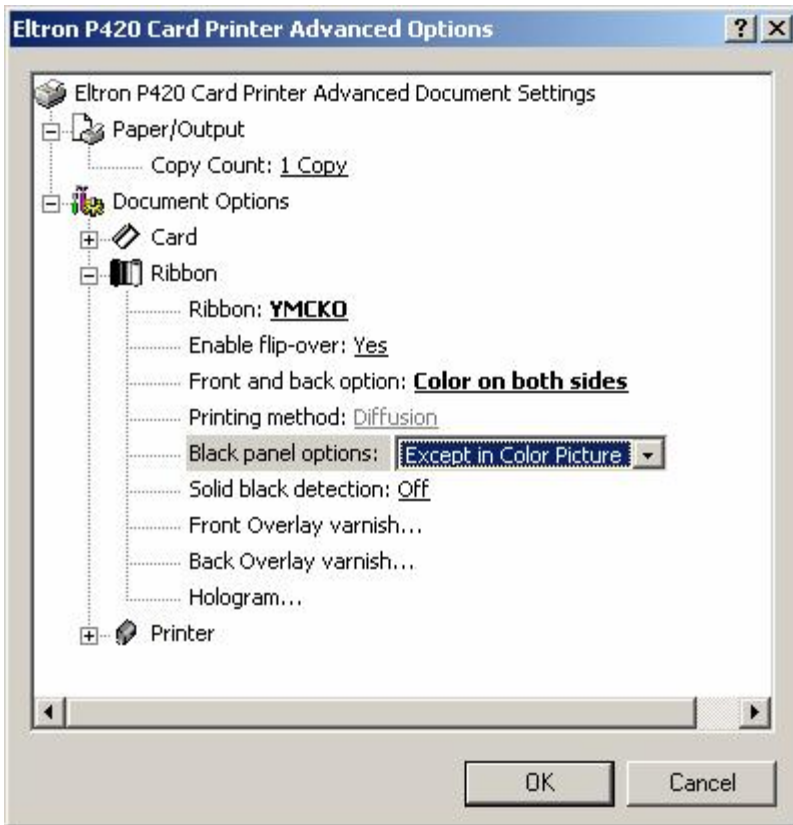 Eltron P420 Card Printer Advanced Options
Eltron P420 Card Printer Advanced Document Settings
Paper/Output
Copy Count: 1 Copy
Document Options
Card
Ribbon
Ribbon: YMCKO
Enable flip-over: Yes
Front and back option: Color on both sides
Printing method: Diffusion
Black panel options: Except in Color Picture
Solid black detection: Off
Front Overlay varnish...
Back Overlay varnish...
Hologram...
Printer
OK Cancel